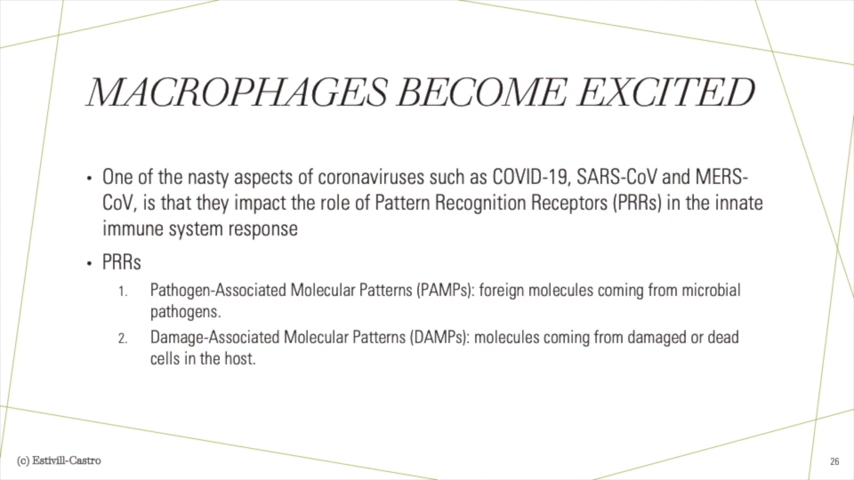 MACROPHAGES BECOME EXCITED
• One of the nasty aspects of coronaviruses such as COVID-19, SARS-CoV and MERS-
CoV, is that they impact the role of Pattern Recognition Receptors (PRRs) in the innate
immune system response
• PRRs
1. Pathogen-Associated Molecular Patterns (PAMPs): foreign molecules coming from microbial
pathogens.
2. Damage-Associated Molecular Patterns (DAMPs): molecules coming from damaged or dead
cells in the host.
(c) Estivill-Castro
26